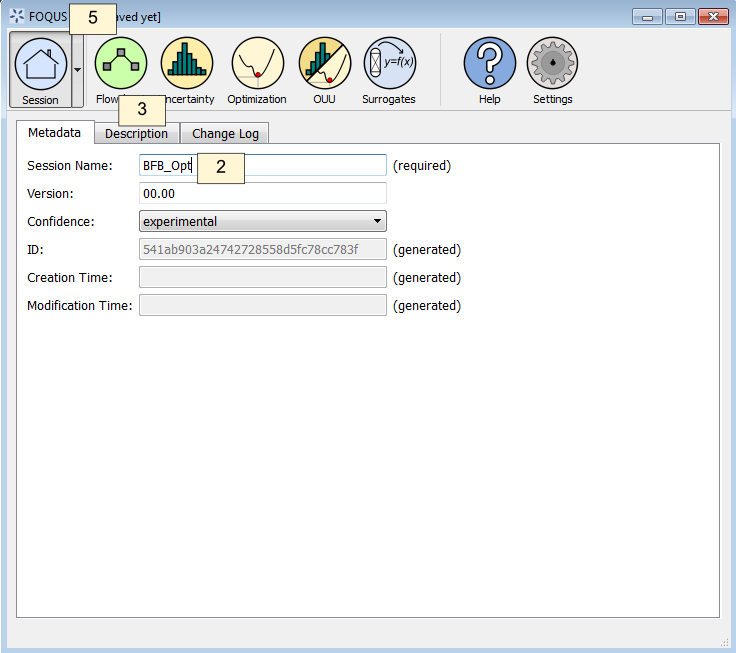 FOQUS
5
aved yet]
Session
Flow
certainty
Optimization
OUU
y=f(x)
Surrogates
Help
Settings
3
Metadata
Description
Change Log
Session Name:
BFB_Opt
2
(required)
Version:
00.00
Confidence:
experimental
ID:
541ab903a24742728558d5fc78cc783f
(generated)
Creation Time:
(generated)
Modification Time:
(generated)